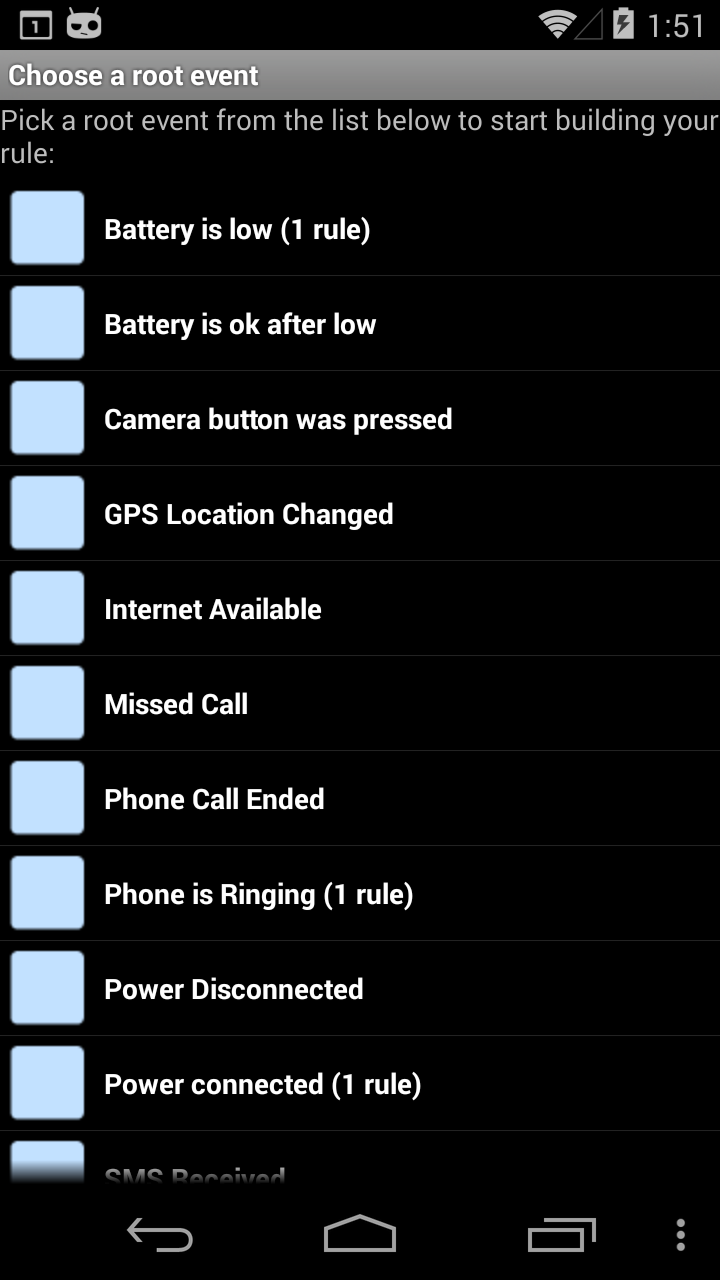 1 1:51
Choose a root event
Pick a root event from the list below to start building your
rule:
Battery is low (1 rule)
Battery is ok after low
Camera button was pressed
GPS Location Changed
Internet Available
Missed Call
Phone Call Ended
Phone is Ringing (1 rule)
Power Disconnected
Power connected (1 rule)
SMS Received